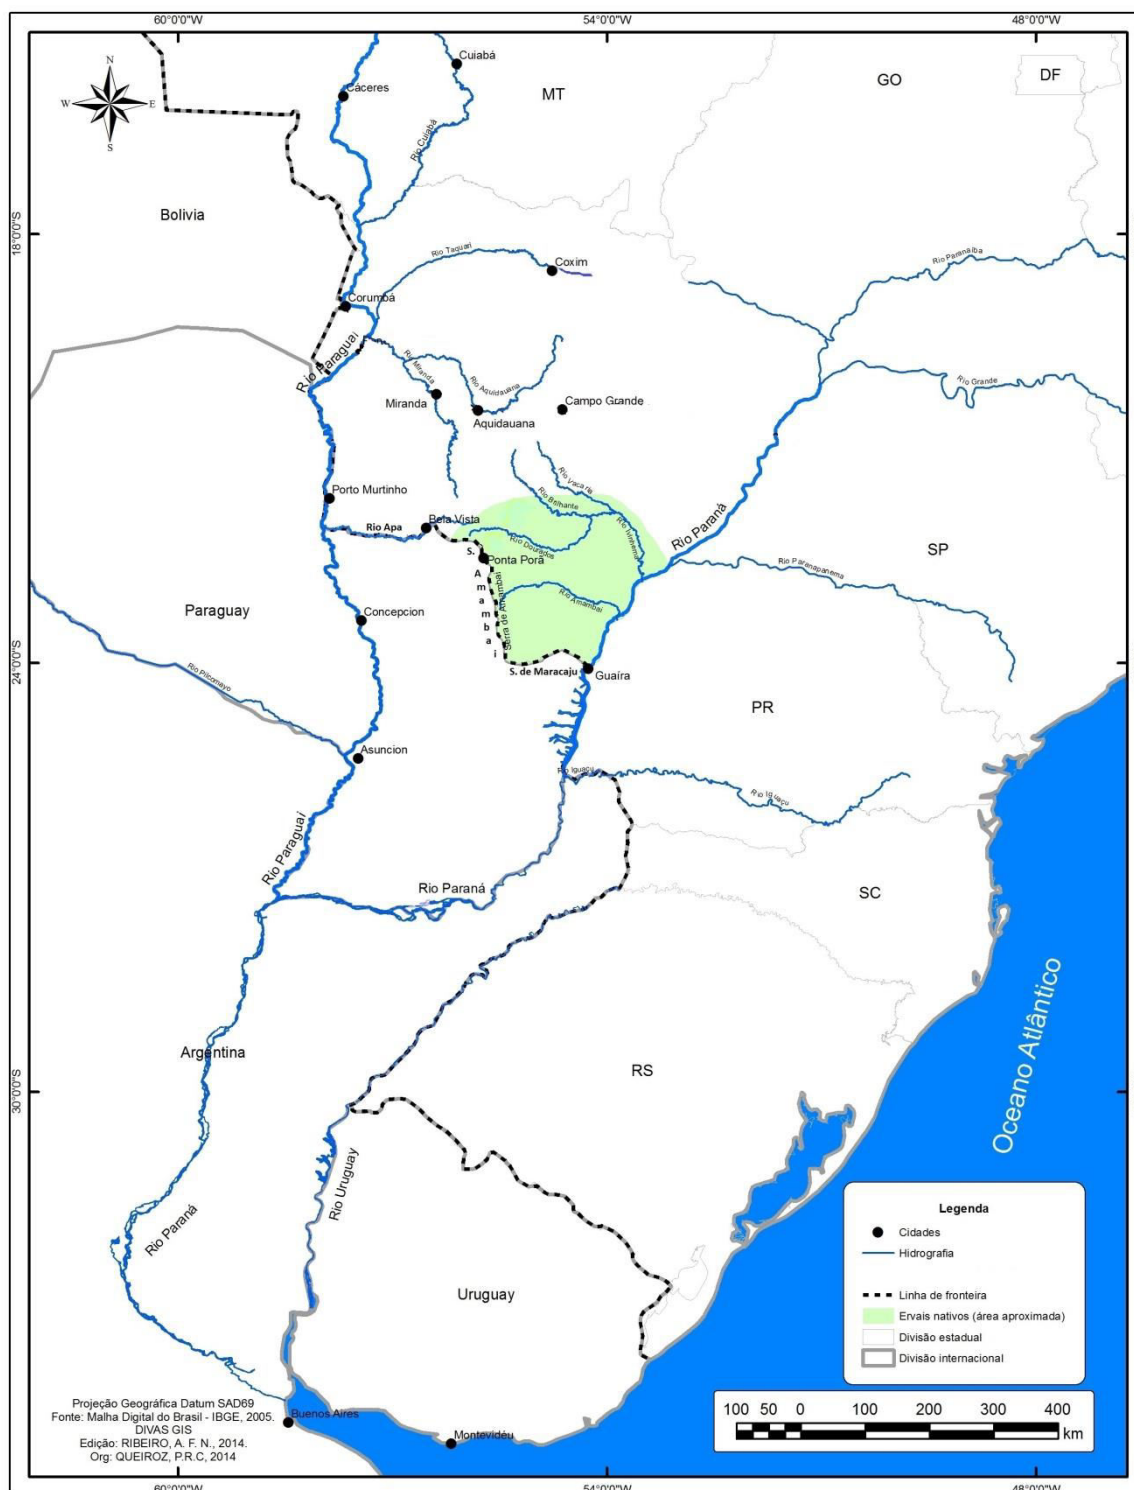 60°0'0"W
54°0'0"W
48°0'0"W
N
W
E
S
Cuiabá
Cáceres
MT
GO
DF
Rio Cuiabá
Bolivia
18°0'0"S
Rio Taquari
Coxim
Rio Paranaiba
Corumbá
Rio Paraguai
Rio Miranda
Rio Aquidauana
Rio Grande
Miranda
Aquidauana
Campo Grande
Porto Murtinho
Rio Vacaria
Rio Brilhante
Rio Ivinhema
Rio Paraná
Bela Vista
Rio Apa
Rio Dourados
SP
S. Amambai
Ponta Porã
Serra de Amambai
Rio Amambai
Rio Paranapanema
Paraguay
Concepcion
24°0'0"S
Rio Pilcomayo
S. de Maracaju
Guaíra
PR
Asuncion
Rio Iguaçu
Rio Iguaçu
Rio Paraguai
Rio Paraná
SC
Oceano Atlântico
Argentina
RS
30°0'0"S
Rio Uruguay
Rio Paraná
Uruguay
Legenda
Cidades
Hidrografia
Linha de fronteira
Ervais nativos (área aproximada)
Divisão estadual
Divisão internacional
Projeção Geográfica Datum SAD69
Fonte: Malha Digital do Brasil - IBGE, 2005.
DIVAS GIS
Edição: RIBEIRO, A. F. N., 2014.
Org: QUEIROZ, P.R.C, 2014
Buenos Aires
Montevidéu
100 50 0 100 200 300 400
km
60°0'0"W
54°0'0"W
48°0'0"W